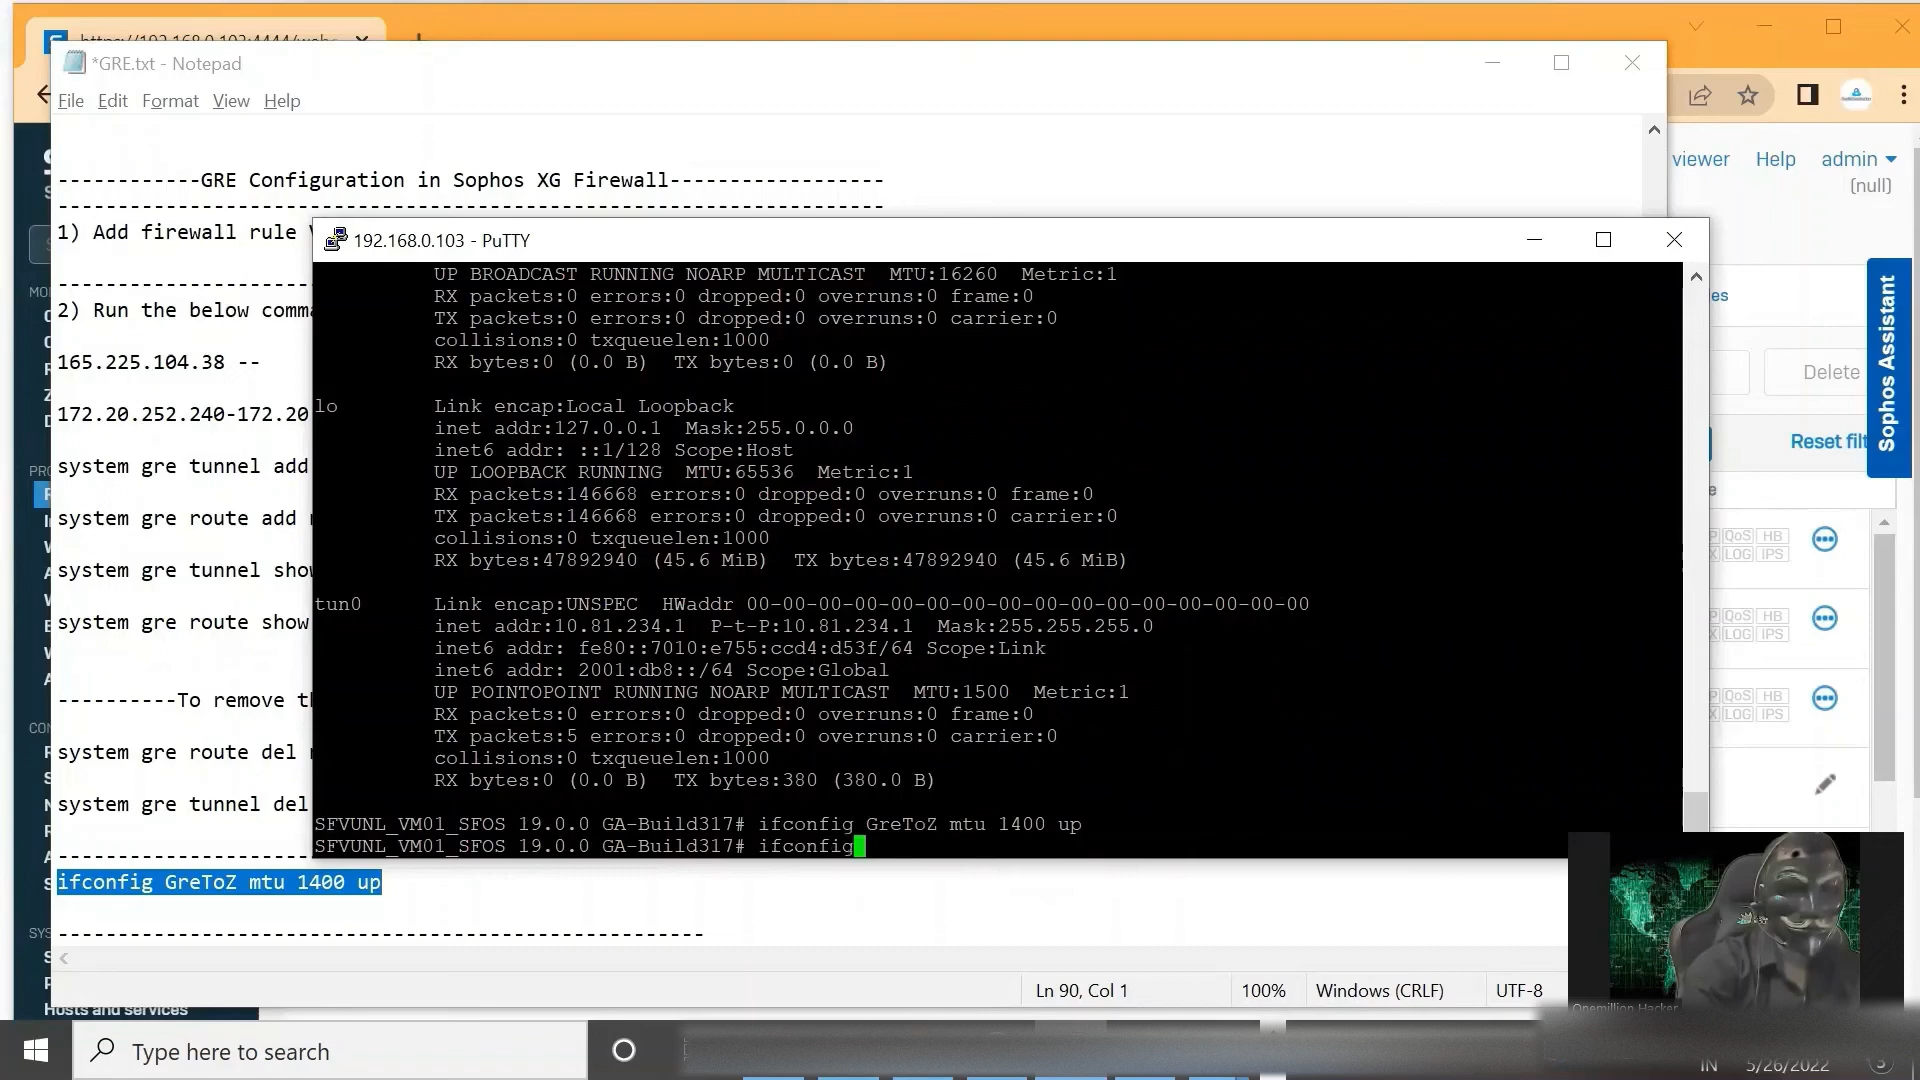 *GRE.txt - Notepad
File Edit Format View Help
viewer Help admin
(null)
------------GRE Configuration in Sophos XG Firewall------------------
---------------------------------------------------------------------
1) Add firewall rule
2) Run the below comma
165.225.104.38 --
172.20.252.240-172.20
system gre tunnel add
system gre route add
system gre tunnel show
system gre route show
----------To remove
system gre route del
system gre tunnel del
ifconfig GreToZ mtu 1400 up
------------------------------------------------------
Ln 90, Col 1 100% Windows (CRLF) UTF-8
192.168.0.103 - PuTTY
UP BROADCAST RUNNING NOARP MULTICAST MTU:16260 Metric:1
RX packets:0 errors:0 dropped:0 overruns:0 frame:0
TX packets:0 errors:0 dropped:0 overruns:0 carrier:0
collisions:0 txqueuelen:1000
RX bytes:0 (0.0 B) TX bytes:0 (0.0 B)
lo Link encap:Local Loopback
inet addr:127.0.0.1 Mask:255.0.0.0
inet6 addr: ::1/128 Scope:Host
UP LOOPBACK RUNNING MTU:65536 Metric:1
RX packets:146668 errors:0 dropped:0 overruns:0 frame:0
TX packets:146668 errors:0 dropped:0 overruns:0 carrier:0
collisions:0 txqueuelen:1000
RX bytes:47892940 (45.6 MiB) TX bytes:47892940 (45.6 MiB)
tun0 Link encap:UNSPEC HWaddr 00-00-00-00-00-00-00-00-00-00-00-00-00-00-00-00
inet addr:10.81.234.1 P-t-P:10.81.234.1 Mask:255.255.255.0
inet6 addr: fe80::7010:e755:ccd4:d53f/64 Scope:Link
inet6 addr: 2001:db8::/64 Scope:Global
UP POINTOPOINT RUNNING NOARP MULTICAST MTU:1500 Metric:1
RX packets:0 errors:0 dropped:0 overruns:0 frame:0
TX packets:5 errors:0 dropped:0 overruns:0 carrier:0
collisions:0 txqueuelen:1000
RX bytes:0 (0.0 B) TX bytes:380 (380.0 B)
SFVUNL_VM01_SFOS 19.0.0 GA-Build317# ifconfig GreToZ mtu 1400 up
SFVUNL_VM01_SFOS 19.0.0 GA-Build317# ifconfig
Delete
Reset filt
Sophos Assistant
QoS HB
LOG IPS
QoS HB
LOG IPS
QoS HB
LOG IPS
Hosts and services
Onemillion Hacker
Type here to search
IN 5/26/2022 3